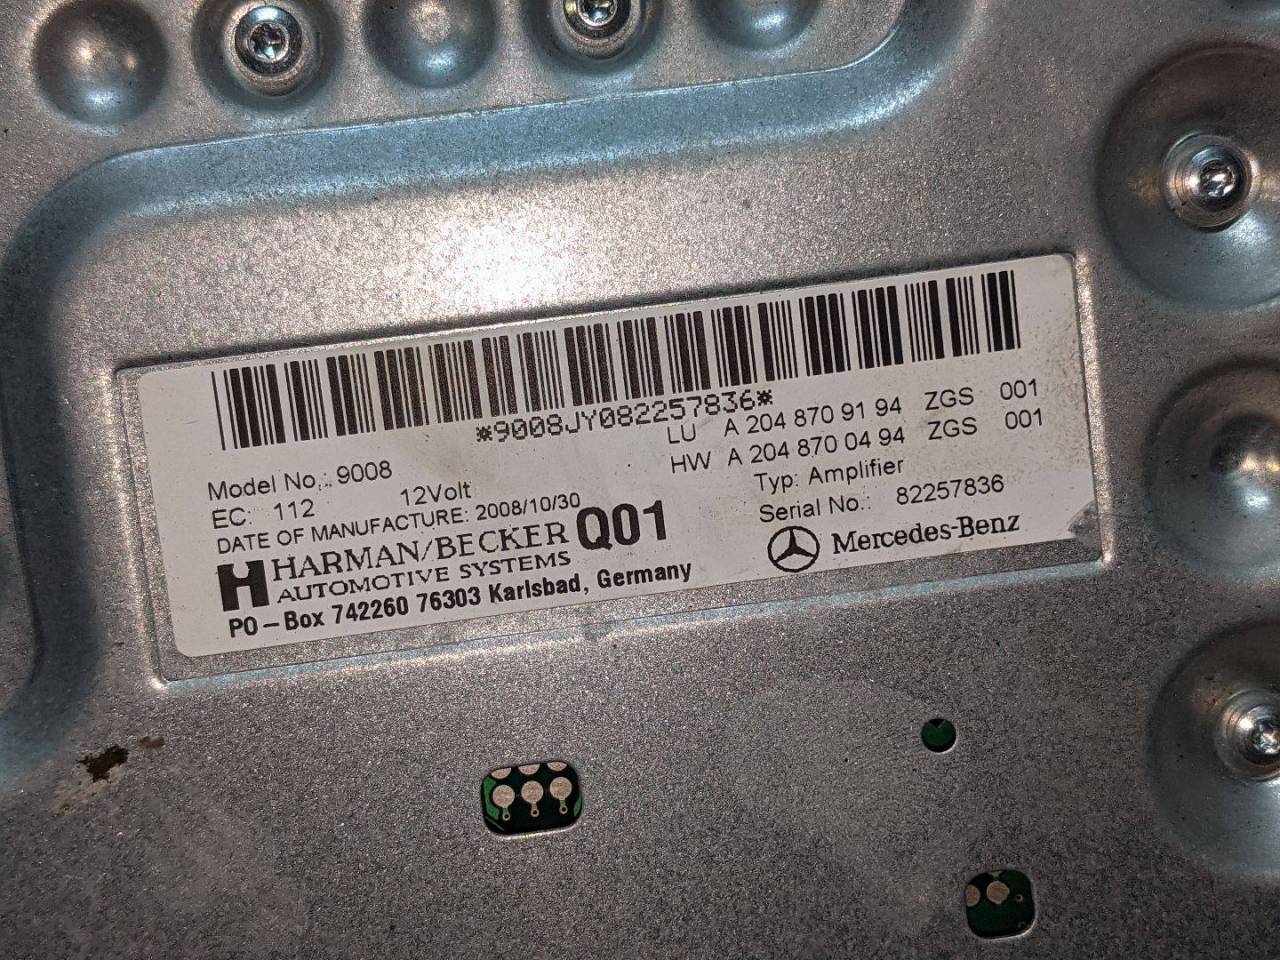 *9008JY082257836*
LU A 204 870 91 94 ZGS 001
HW A 204 870 04 94 ZGS 001
Model No.: 9008
Typ: Amplifier
EC: 112 12Volt
Serial No.: 82257836
DATE OF MANUFACTURE: 2008/10/30
HARMAN/BECKER Q01
AUTOMOTIVE SYSTEMS
Mercedes-Benz
PO-Box 742260 76303 Karlsbad, Germany